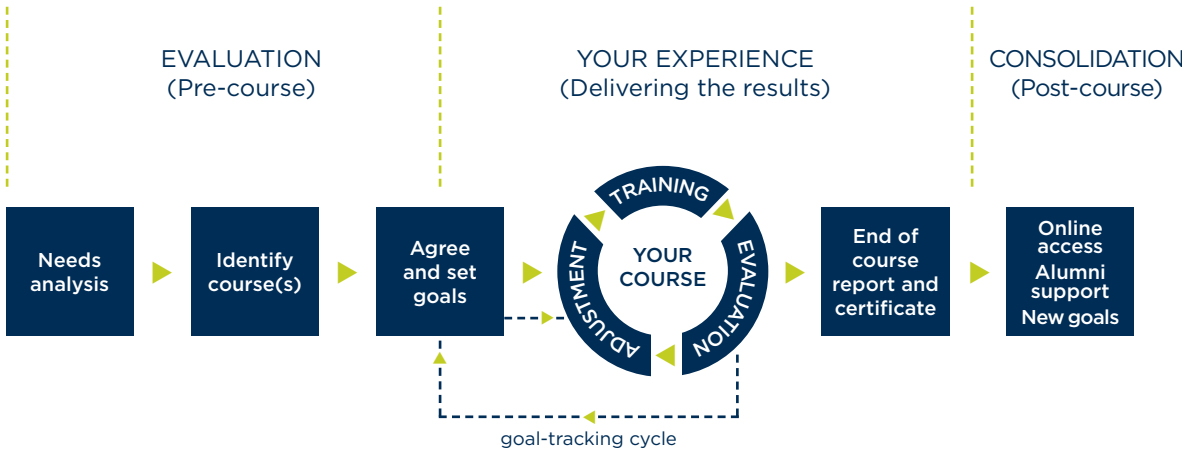 EVALUATION
(Pre-course)
YOUR EXPERIENCE
(Delivering the results)
CONSOLIDATION
(Post-course)
Needs
analysis
Identify
course(s)
Agree
and set
goals
TRAINING
EVALUATION
ADJUSTMENT
YOUR
COURSE
End of
course
report and
certificate
Online
access
Alumni
support
New goals
goal-tracking cycle